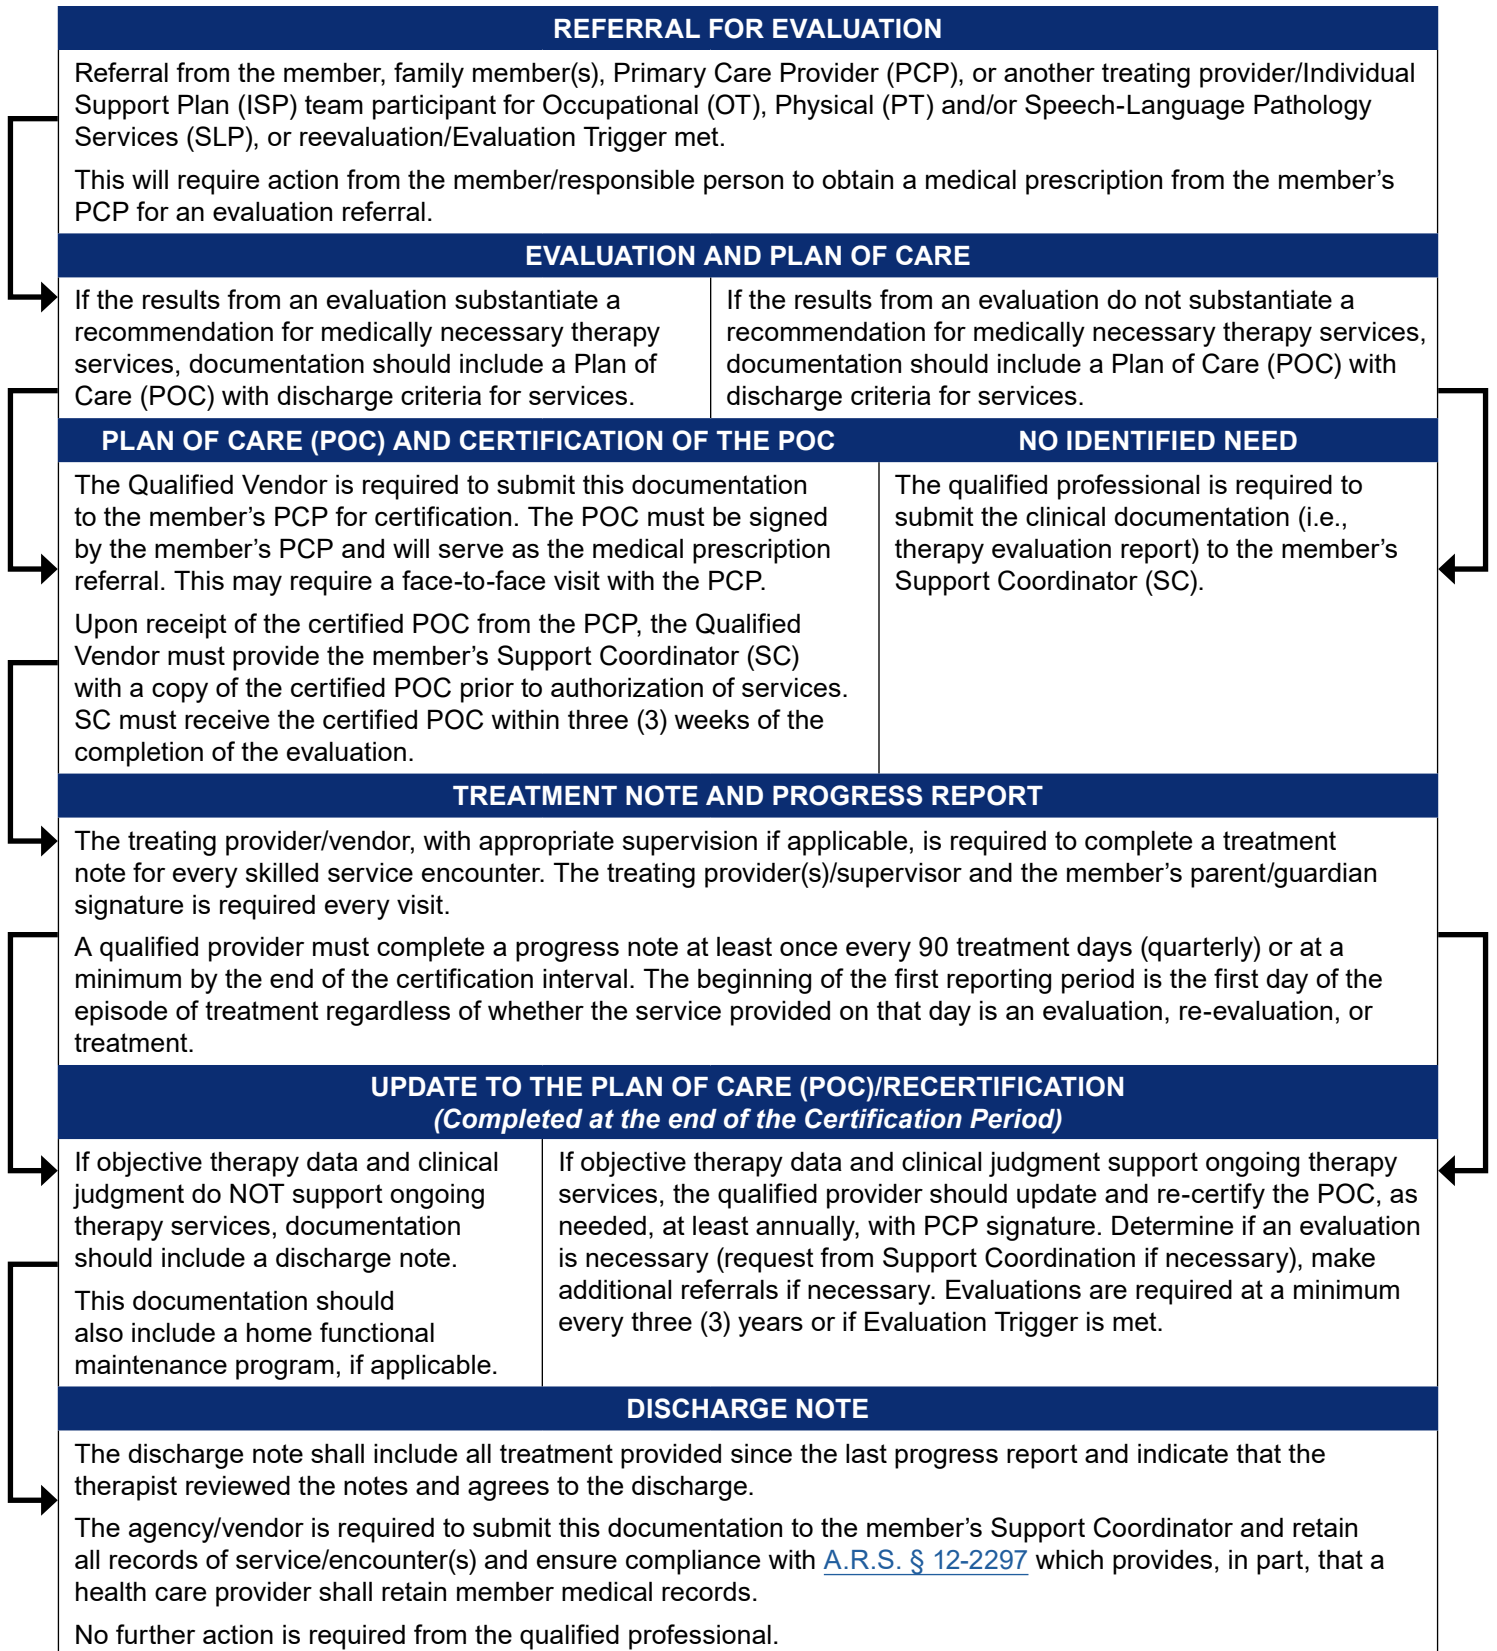 REFERRAL FOR EVALUATION
Referral from the member, family member(s), Primary Care Provider (PCP), or another treating provider/Individual
Support Plan (ISP) team participant for Occupational (OT), Physical (PT) and/or Speech-Language Pathology
Services (SLP), or reevaluation/Evaluation Trigger met.
This will require action from the member/responsible person to obtain a medical prescription from the member’s
PCP for an evaluation referral.
EVALUATION AND PLAN OF CARE
If the results from an evaluation substantiate a
recommendation for medically necessary therapy
services, documentation should include a Plan of
Care (POC) with discharge criteria for services.
If the results from an evaluation do not substantiate a
recommendation for medically necessary therapy services,
documentation should include a Plan of Care (POC) with
discharge criteria for services.
PLAN OF CARE (POC) AND CERTIFICATION OF THE POC
The Qualified Vendor is required to submit this documentation
to the member’s PCP for certification. The POC must be signed
by the member’s PCP and will serve as the medical prescription
referral. This may require a face-to-face visit with the PCP.
Upon receipt of the certified POC from the PCP, the Qualified
Vendor must provide the member’s Support Coordinator (SC)
with a copy of the certified POC prior to authorization of services.
SC must receive the certified POC within three (3) weeks of the
completion of the evaluation.
NO IDENTIFIED NEED
The qualified professional is required to
submit the clinical documentation (i.e.,
therapy evaluation report) to the member’s
Support Coordinator (SC).
TREATMENT NOTE AND PROGRESS REPORT
The treating provider/vendor, with appropriate supervision if applicable, is required to complete a treatment
note for every skilled service encounter. The treating provider(s)/supervisor and the member’s parent/guardian
signature is required every visit.
A qualified provider must complete a progress note at least once every 90 treatment days (quarterly) or at a
minimum by the end of the certification interval. The beginning of the first reporting period is the first day of the
episode of treatment regardless of whether the service provided on that day is an evaluation, re-evaluation, or
treatment.
UPDATE TO THE PLAN OF CARE (POC)/RECERTIFICATION
(Completed at the end of the Certification Period)
If objective therapy data and clinical
judgment do NOT support ongoing
therapy services, documentation
should include a discharge note.
This documentation should
also include a home functional
maintenance program, if applicable.
If objective therapy data and clinical judgment support ongoing therapy
services, the qualified provider should update and re-certify the POC, as
needed, at least annually, with PCP signature. Determine if an evaluation
is necessary (request from Support Coordination if necessary), make
additional referrals if necessary. Evaluations are required at a minimum
every three (3) years or if Evaluation Trigger is met.
DISCHARGE NOTE
The discharge note shall include all treatment provided since the last progress report and indicate that the
therapist reviewed the notes and agrees to the discharge.
The agency/vendor is required to submit this documentation to the member’s Support Coordinator and retain
all records of service/encounter(s) and ensure compliance with A.R.S. § 12-2297 which provides, in part, that a
health care provider shall retain member medical records.
No further action is required from the qualified professional.